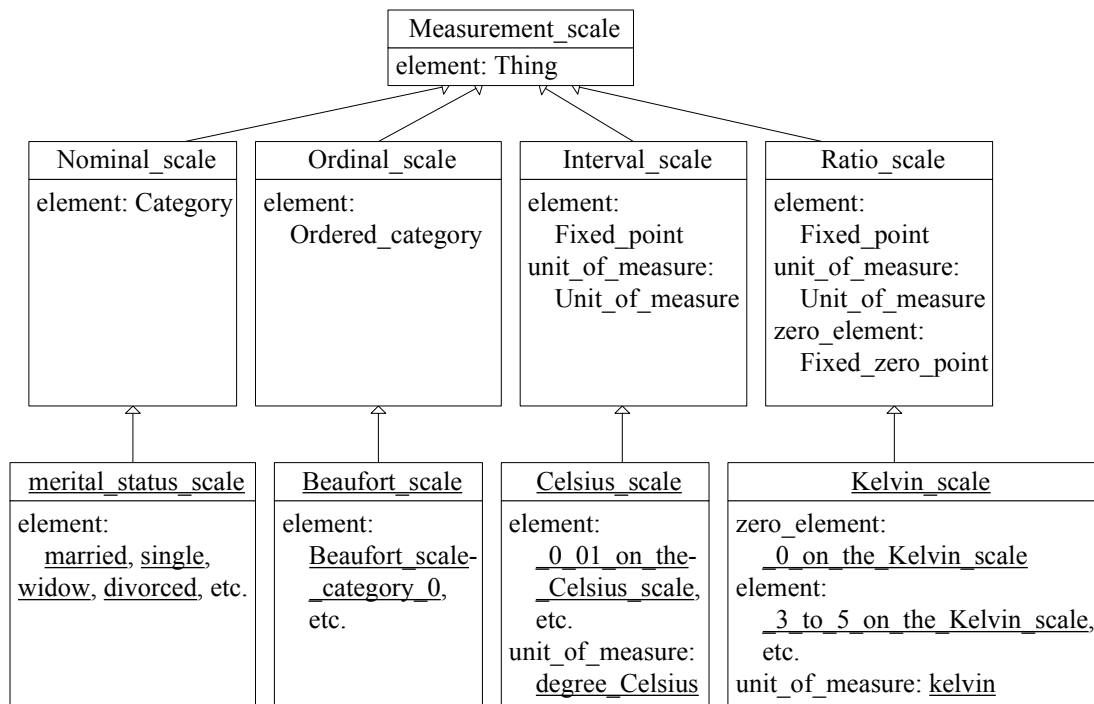 Measurement_scale
element: Thing
Nominal_scale
element: Category
Ordinal_scale
element:
Ordered_category
Interval_scale
element:
Fixed_point
unit_of_measure:
Unit_of_measure
Ratio_scale
element:
Fixed_point
unit_of_measure:
Unit_of_measure
zero_element:
Fixed_zero_point
merital_status_scale
element:
married, single,
widow, divorced, etc.
Beaufort_scale
element:
Beaufort_scale-
_category_0,
etc.
Celsius_scale
element:
_0_01_on_the-
_Celsius_scale,
etc.
unit_of_measure:
degree_Celsius
Kelvin_scale
zero_element:
_0_on_the_Kelvin_scale
element:
_3_to_5_on_the_Kelvin_scale,
etc.
unit_of_measure: kelvin